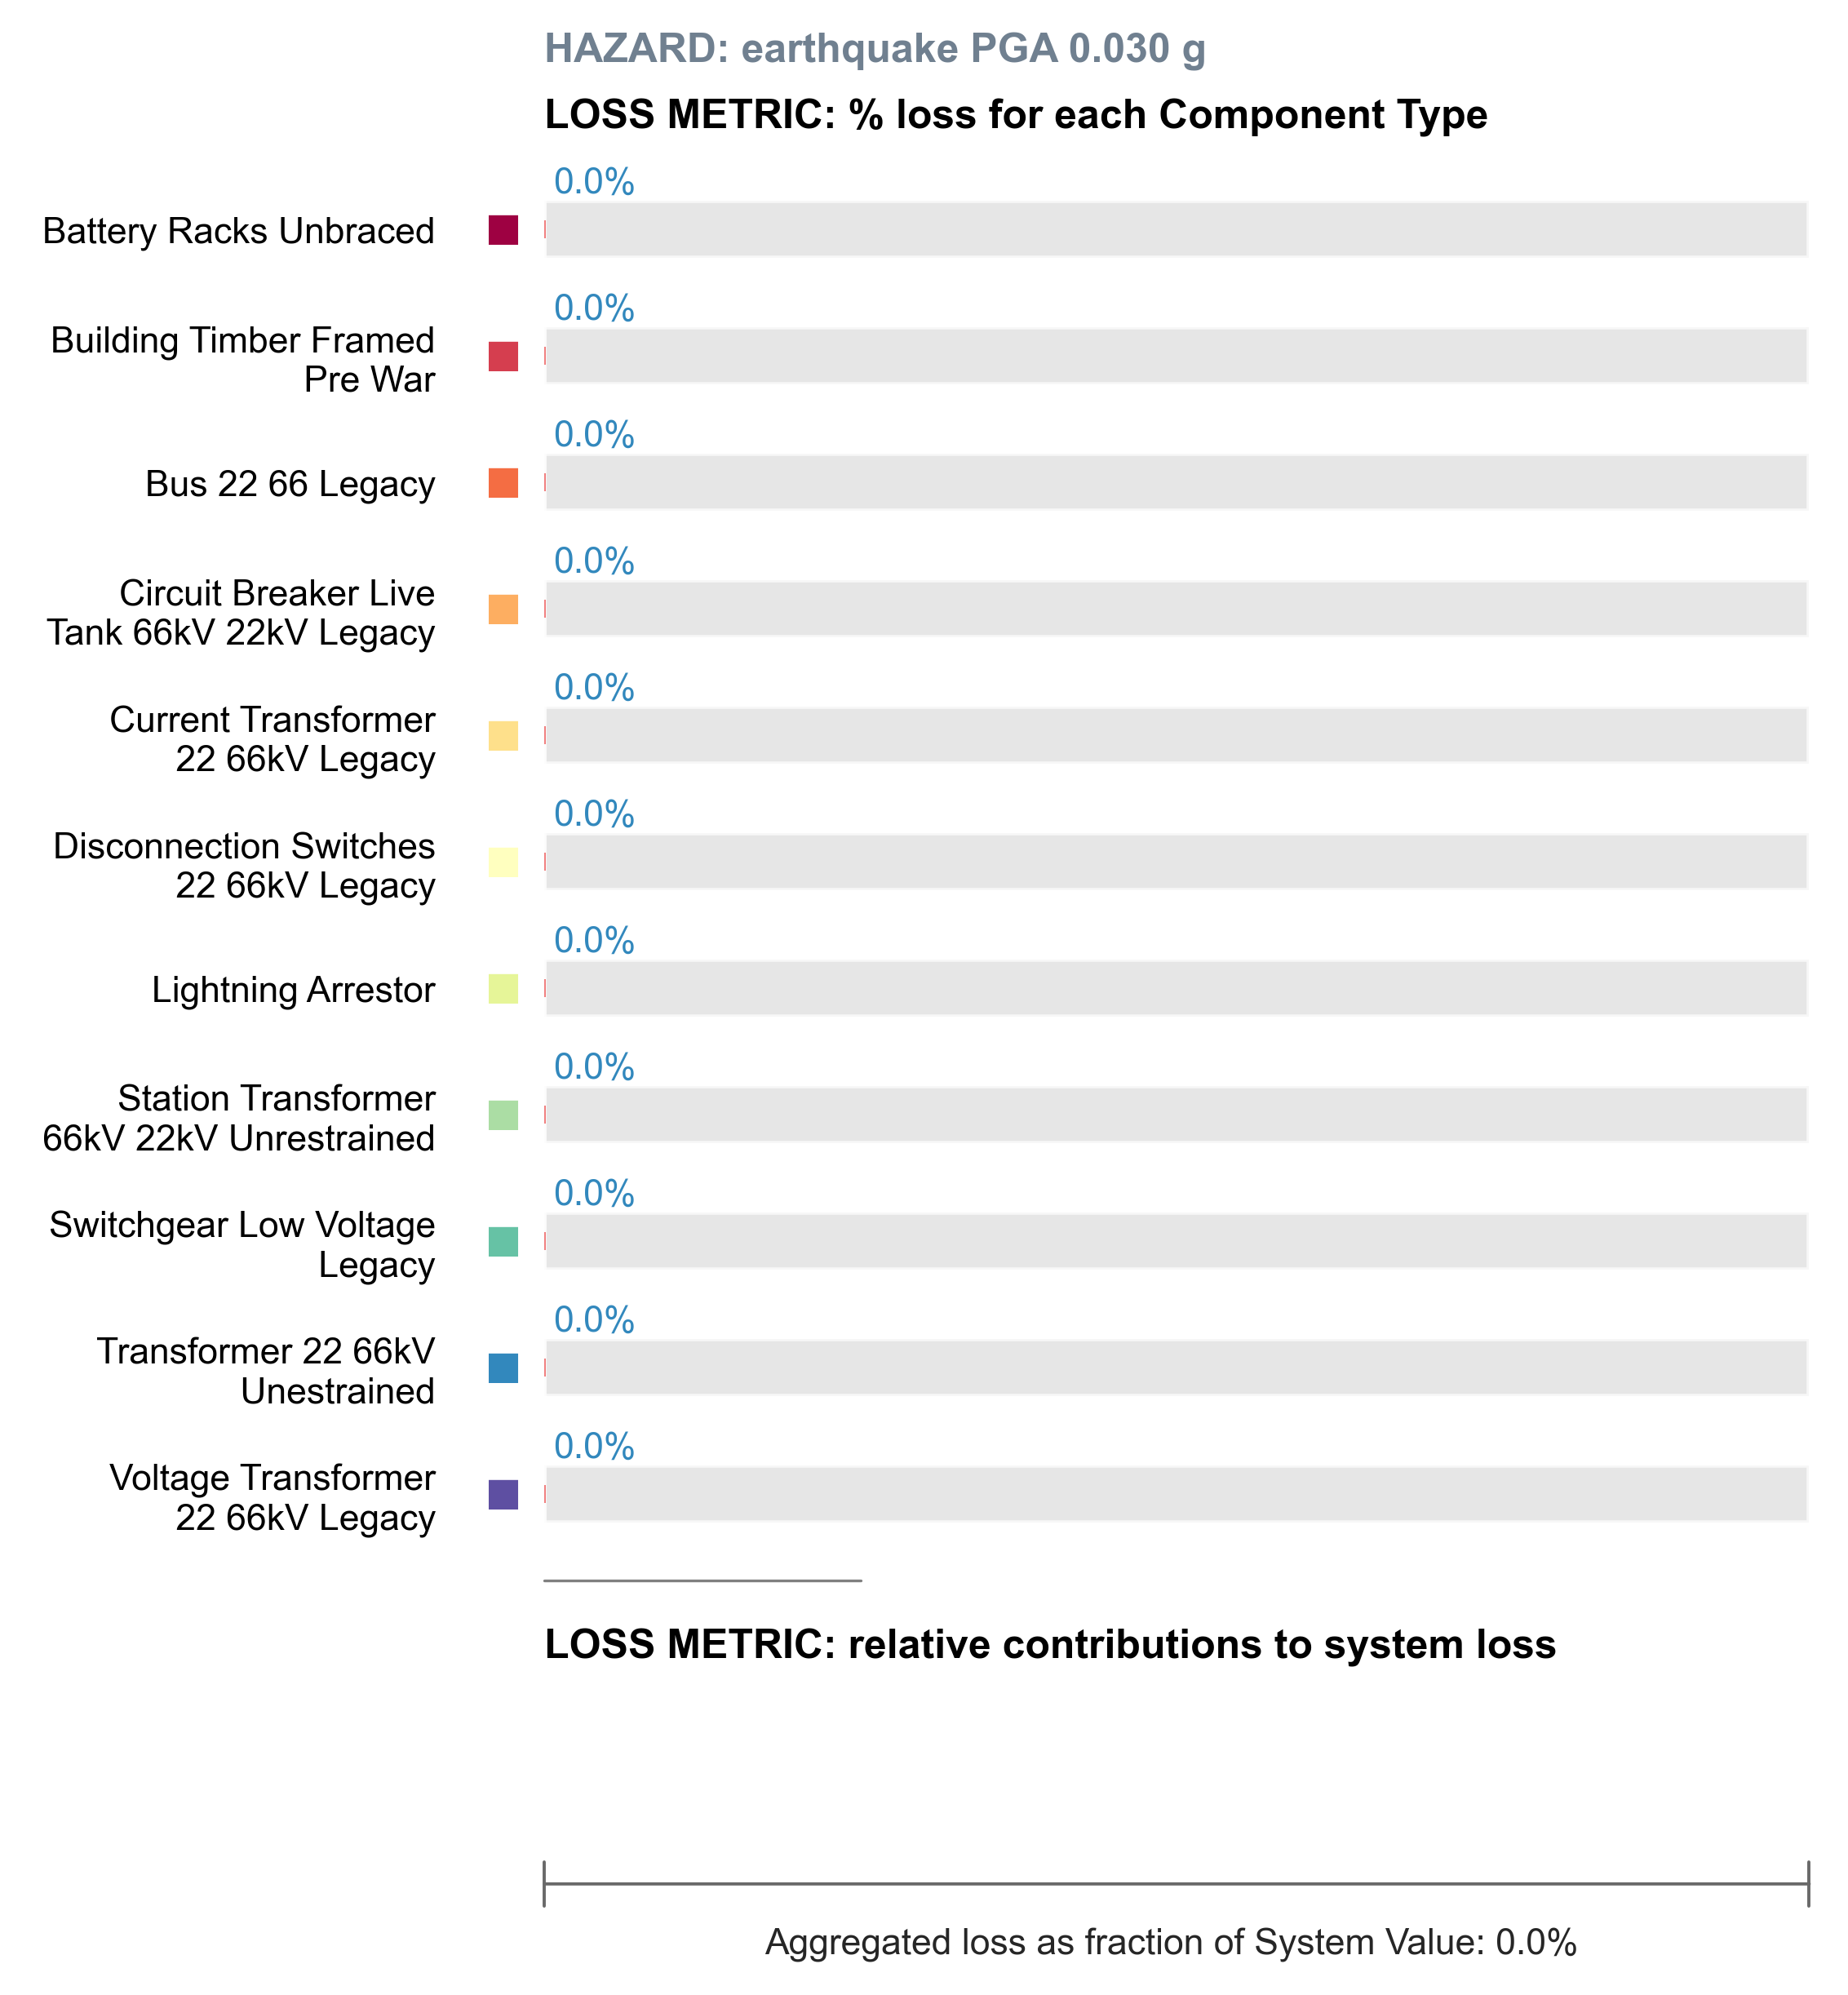 HAZARD: earthquake PGA 0.030 g
LOSS METRIC: % loss for each Component Type
0.0%
Battery Racks Unbraced
0.0%
Building Timber Framed
Pre War
0.0%
Bus 22 66 Legacy
0.0%
Circuit Breaker Live
Tank 66kV 22kV Legacy
0.0%
Current Transformer
22 66kV Legacy
0.0%
Disconnection Switches
22 66kV Legacy
0.0%
Lightning Arrestor
0.0%
Station Transformer
66kV 22kV Unrestrained
0.0%
Switchgear Low Voltage
Legacy
0.0%
Transformer 22 66kV
Unestrained
0.0%
Voltage Transformer
22 66kV Legacy
LOSS METRIC: relative contributions to system loss
Aggregated loss as fraction of System Value: 0.0%